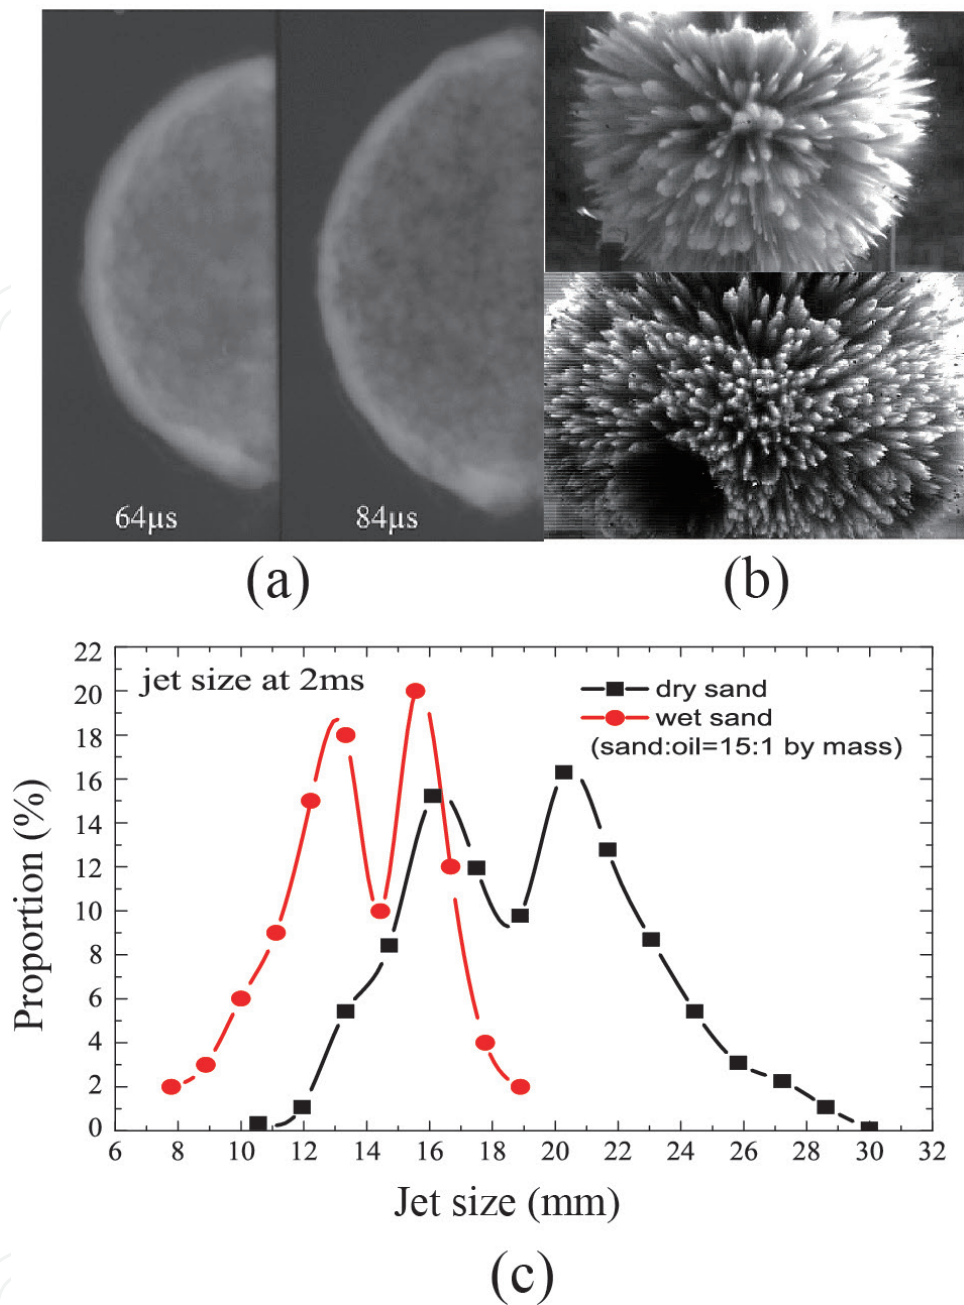 64μs
84μs
(a)
(b)
jet size at 2ms
dry sand
wet sand
(sand:oil=15:1 by mass)
Proportion (%)
22
20
18
16
14
12
10
8
6
4
2
0
6 8 10 12 14 16 18 20 22 24 26 28 30 32
Jet size (mm)
(c)